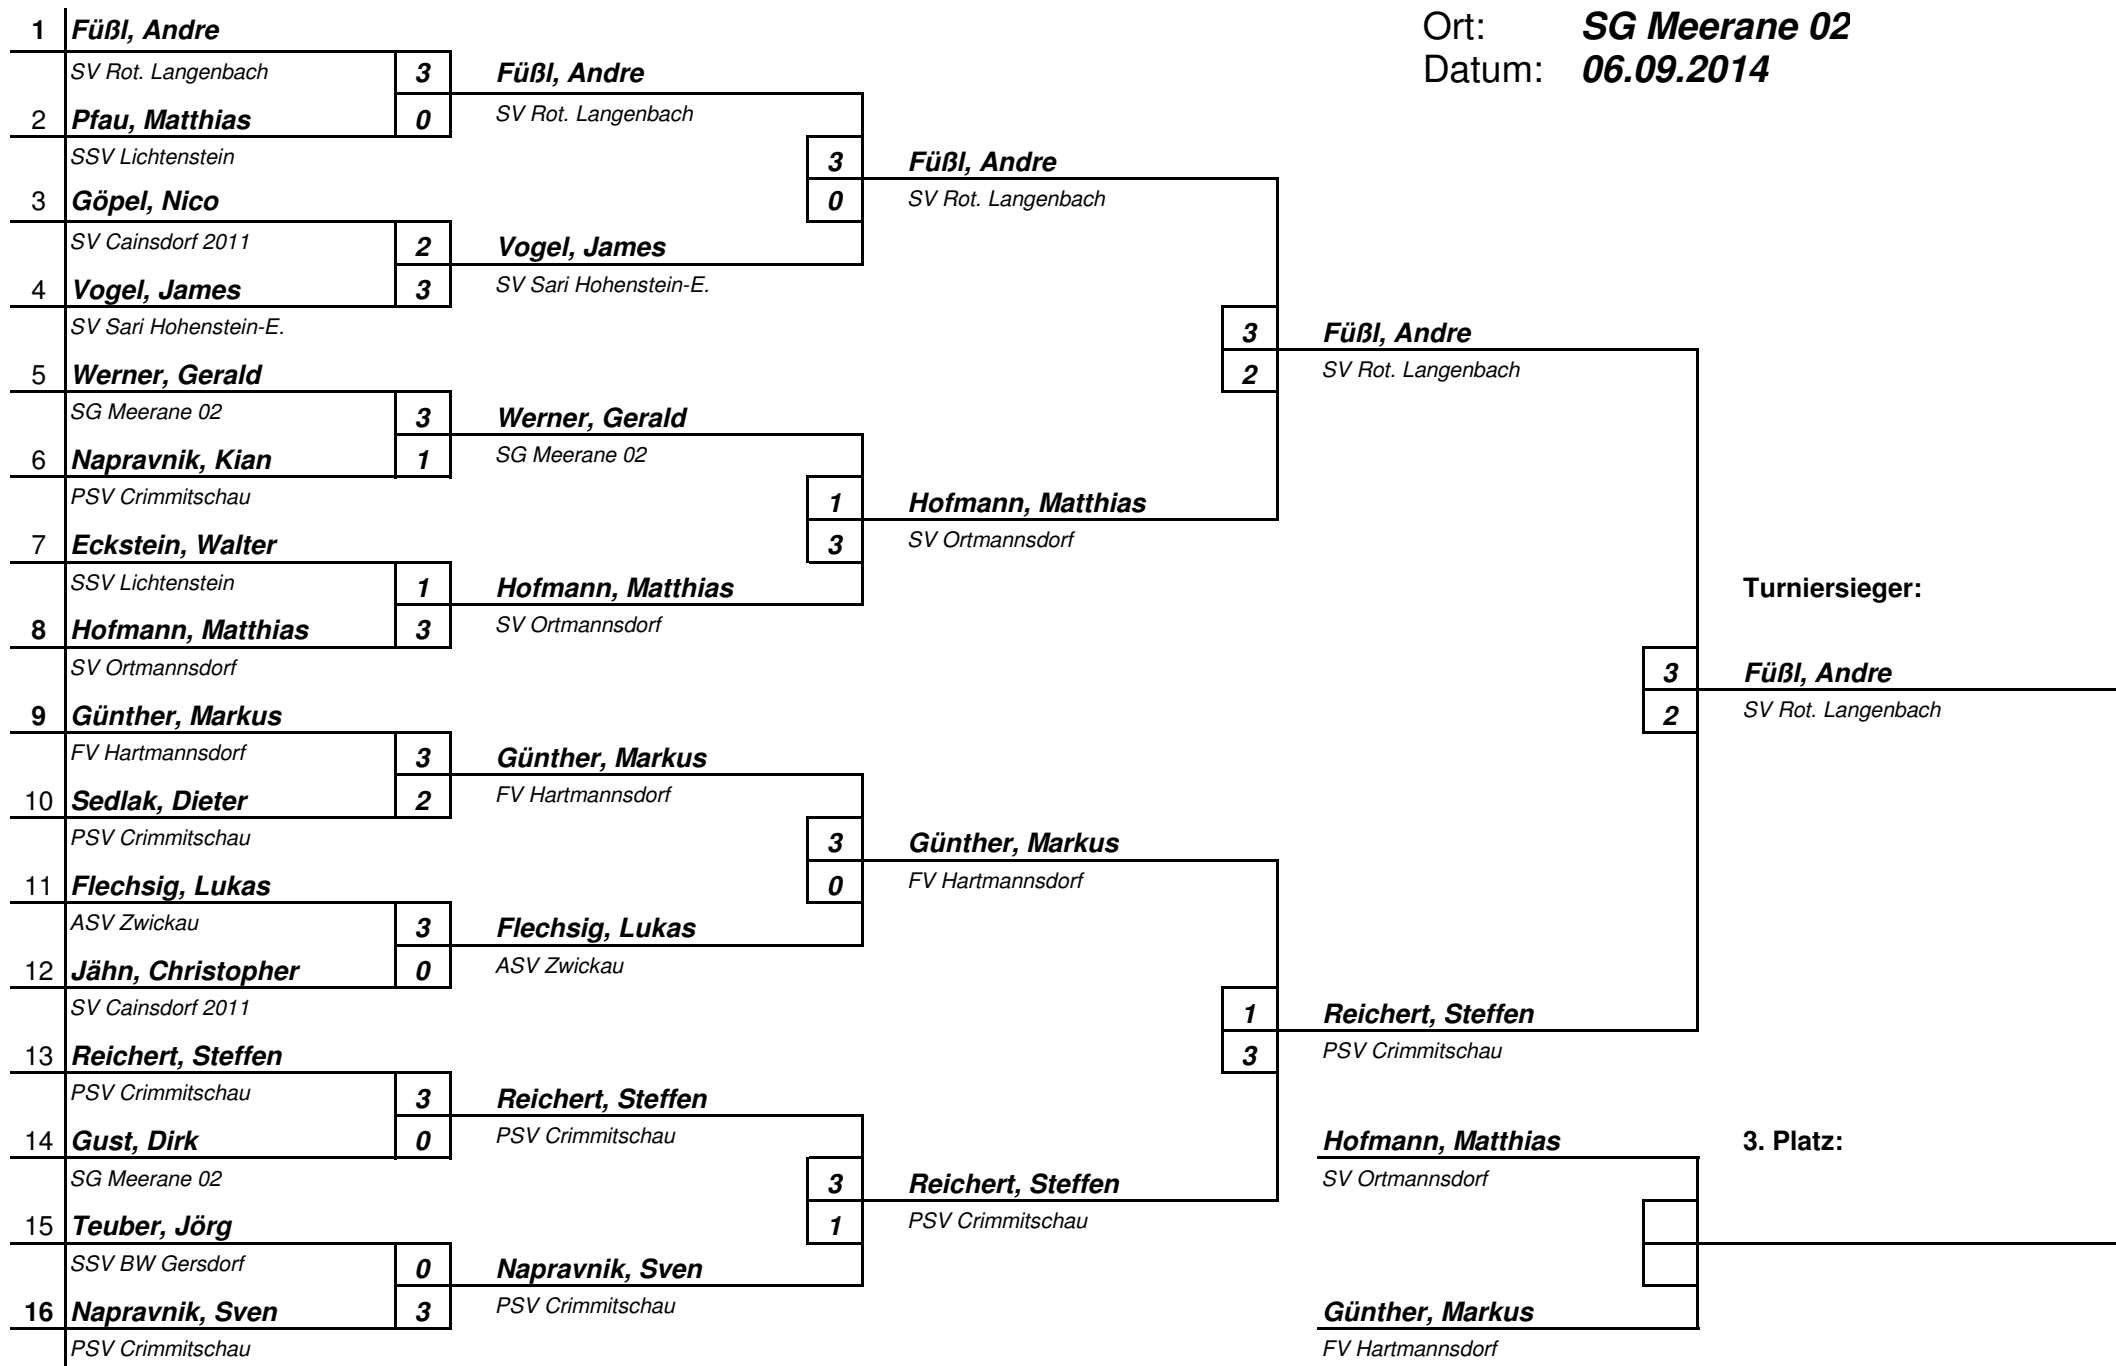 Ort: SG Meerane 02
Datum: 06.09.2014
1 Füßl, Andre
SV Rot. Langenbach 3
2 Pfau, Matthias 0
SSV Lichtenstein
3 Göpel, Nico
SV Cainsdorf 2011 2
4 Vogel, James 3
SV Sari Hohenstein-E.
5 Werner, Gerald
SG Meerane 02 3
6 Napravnik, Kian 1
PSV Crimmitschau
7 Eckstein, Walter
SSV Lichtenstein 1
8 Hofmann, Matthias 3
SV Ortmannsdorf
9 Günther, Markus
FV Hartmannsdorf 3
10 Sedlak, Dieter 2
PSV Crimmitschau
11 Flechsig, Lukas
ASV Zwickau 3
12 Jähn, Christopher 0
SV Cainsdorf 2011
13 Reichert, Steffen
PSV Crimmitschau 3
14 Gust, Dirk 0
SG Meerane 02
15 Teuber, Jörg
SSV BW Gersdorf 0
16 Napravnik, Sven 3
PSV Crimmitschau
Füßl, Andre
SV Rot. Langenbach
3
0
Vogel, James
SV Sari Hohenstein-E.
Werner, Gerald
SG Meerane 02
1
3
Hofmann, Matthias
SV Ortmannsdorf
Günther, Markus
FV Hartmannsdorf
3
0
Flechsig, Lukas
ASV Zwickau
Reichert, Steffen
PSV Crimmitschau
3
1
Napravnik, Sven
PSV Crimmitschau
Füßl, Andre
SV Rot. Langenbach
3
2
Hofmann, Matthias
SV Ortmannsdorf
Günther, Markus
FV Hartmannsdorf
1
3
Reichert, Steffen
PSV Crimmitschau
Füßl, Andre
SV Rot. Langenbach
3
2
Reichert, Steffen
PSV Crimmitschau
Turniersieger:
Füßl, Andre
SV Rot. Langenbach
Hofmann, Matthias
SV Ortmannsdorf
3. Platz:
Günther, Markus
FV Hartmannsdorf